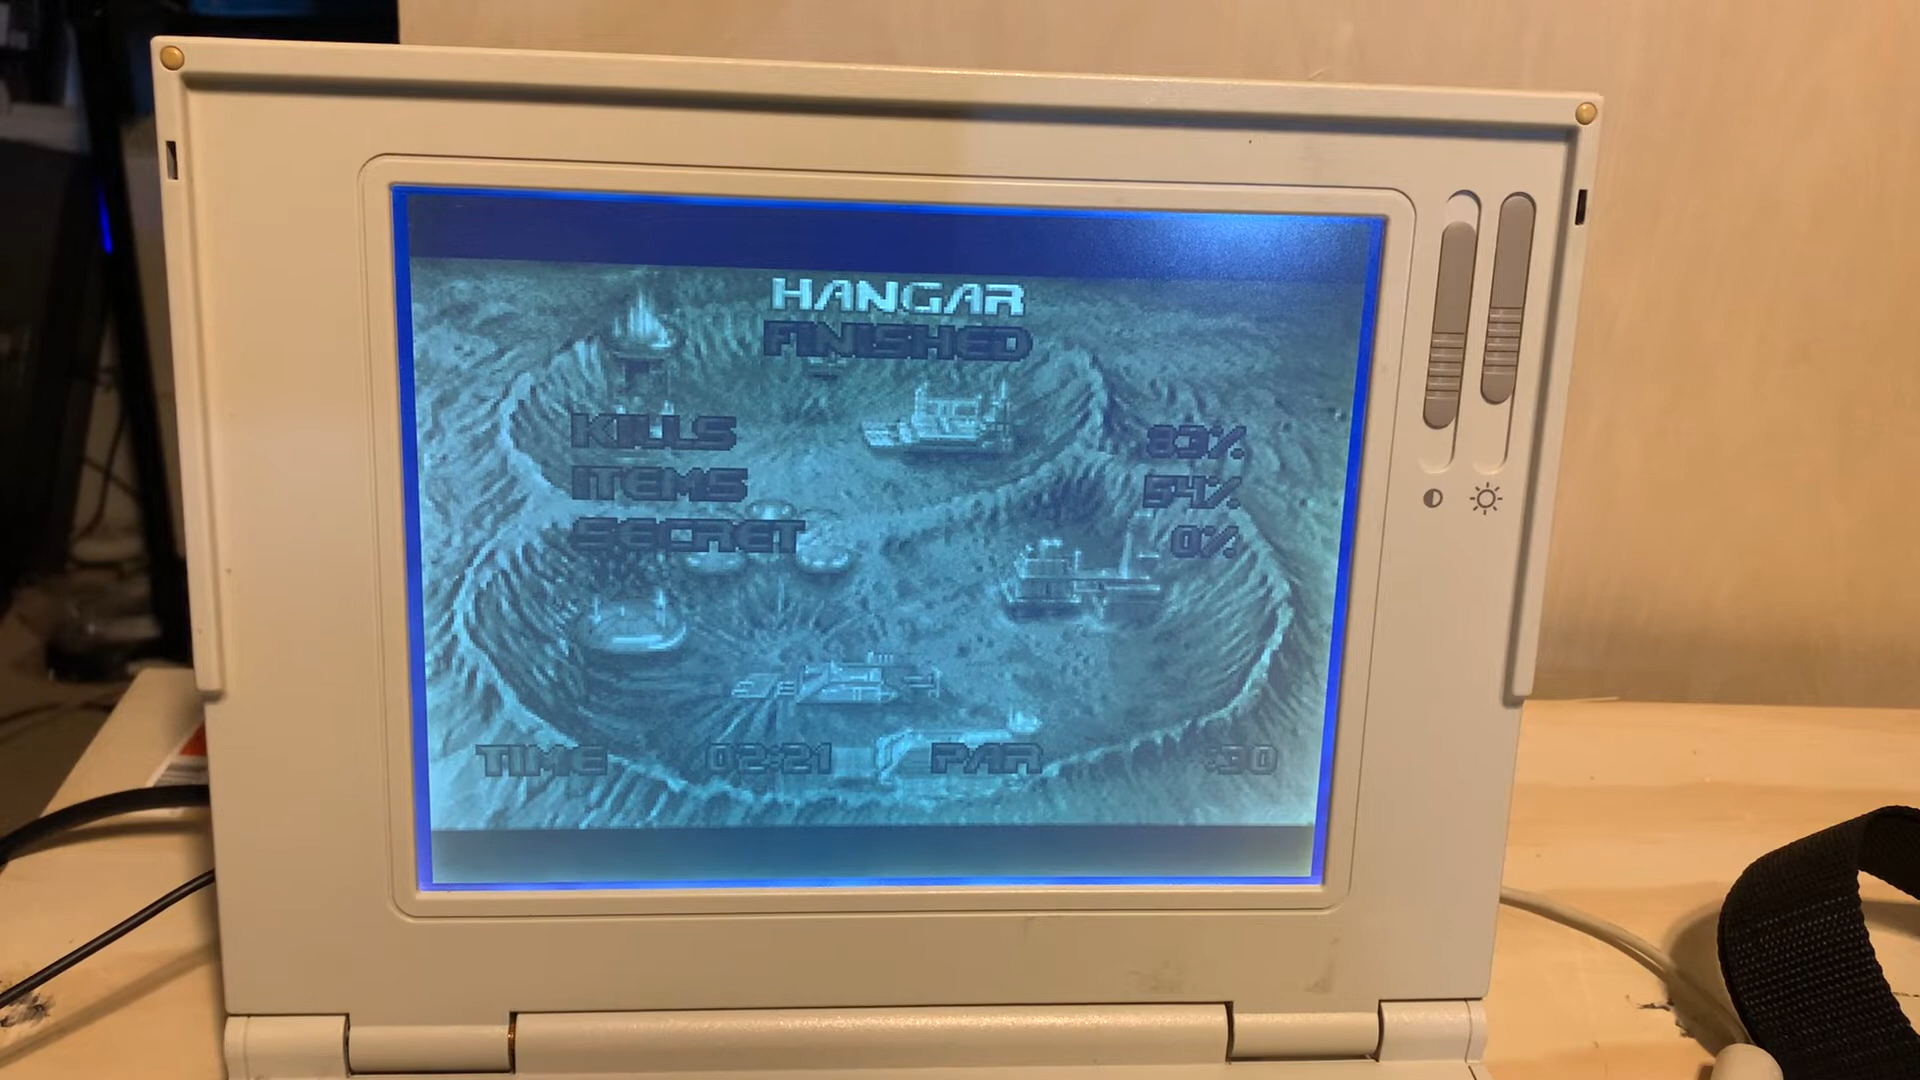 HANGAR
FINISHED
KILLS 83%
ITEMS 54%
SECRET 0%
TIME 02:21 PAR :30